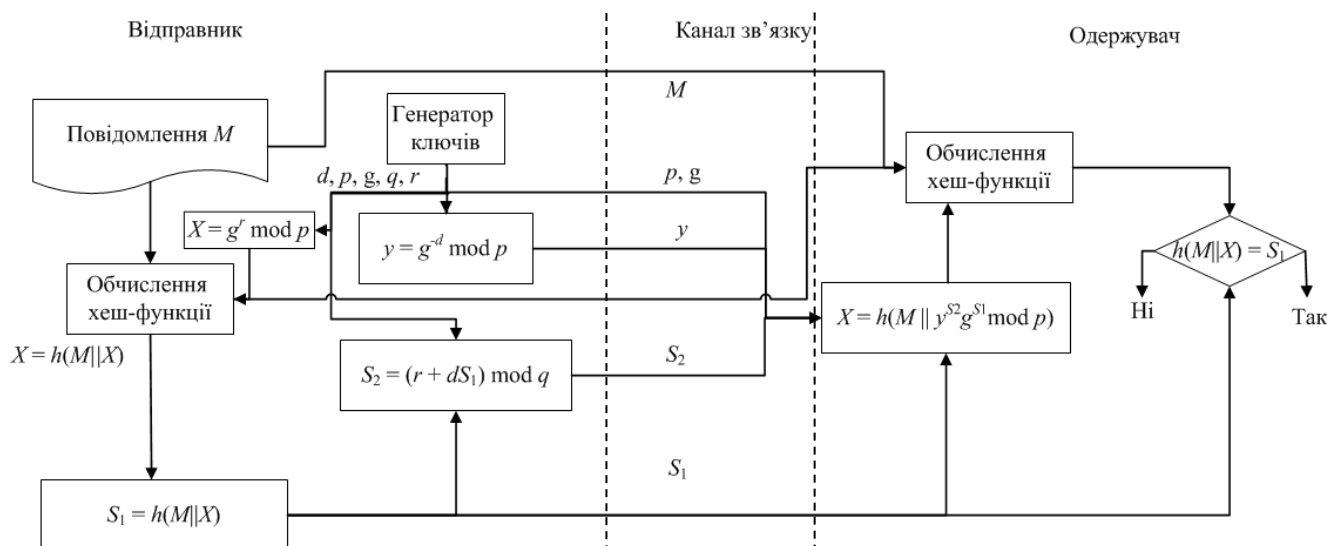 Відправник
Канал зв’язку
Одержувач
M
Повідомлення M
Генератор
ключів
Обчислення
хеш-функції
d, p, g, q, r
p, g
X = g^r mod p
y = g^-d mod p
y
h(M||X) = S₁
Обчислення
хеш-функції
X = h(M || y^S2 g^S1 mod p)
Ні
Так
X = h(M||X)
S₂ = (r + dS₁) mod q
S₂
S₁
S₁ = h(M||X)